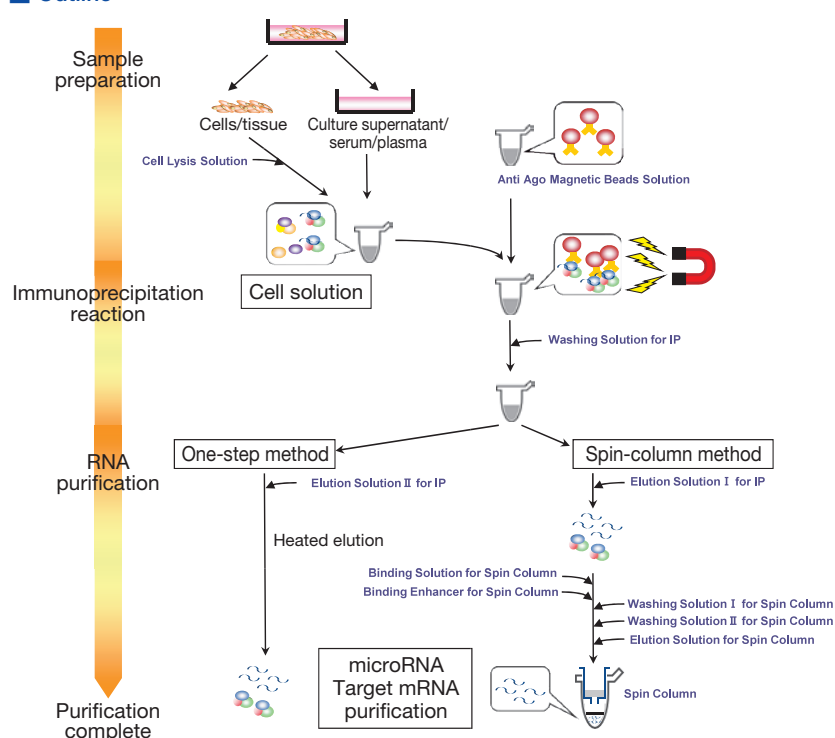 Outline
Sample
preparation
Cells/tissue
Culture supernatant/
serum/plasma
Cell Lysis Solution
Anti Ago Magnetic Beads Solution
Cell solution
Immunoprecipitation
reaction
Washing Solution for IP
RNA
purification
One-step method
Spin-column method
Elution Solution Ⅱ for IP
Elution Solution Ⅰ for IP
Heated elution
Binding Solution for Spin Column
Binding Enhancer for Spin Column
Washing Solution Ⅰ for Spin Column
Washing Solution Ⅱ for Spin Column
Elution Solution for Spin Column
microRNA
Target mRNA
purification
Spin Column
Purification
complete